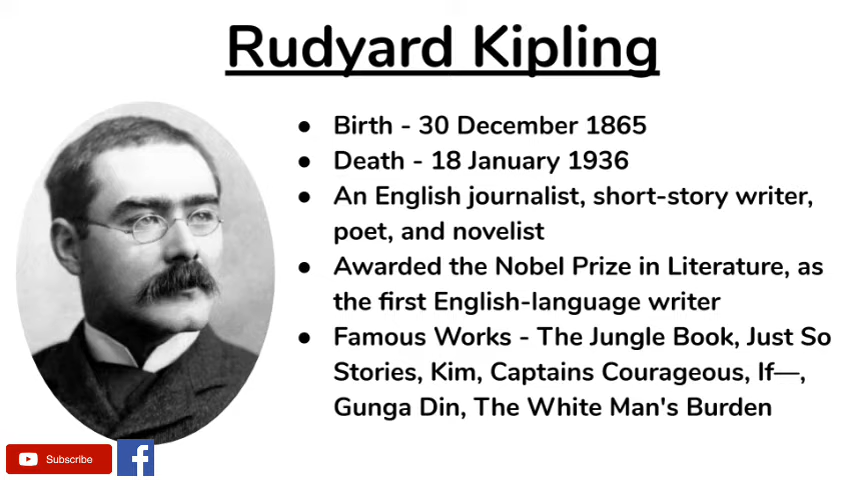 Rudyard Kipling
● Birth - 30 December 1865
● Death - 18 January 1936
● An English journalist, short-story writer,
poet, and novelist
● Awarded the Nobel Prize in Literature, as
the first English-language writer
● Famous Works - The Jungle Book, Just So
Stories, Kim, Captains Courageous, If—,
Gunga Din, The White Man's Burden
Subscribe